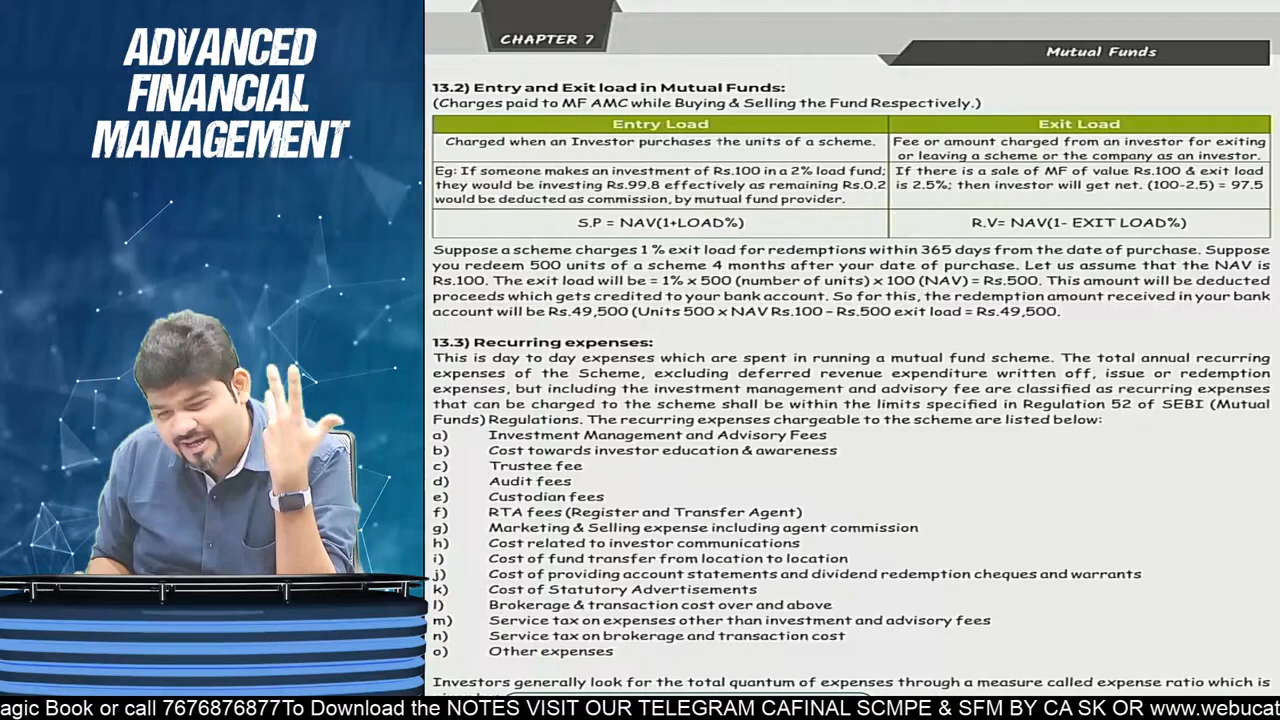 ADVANCED
FINANCIAL
MANAGEMENT
CHAPTER 7
Mutual Funds
13.2) Entry and Exit load in Mutual Funds:
(Charges paid to MF AMC while Buying & Selling the Fund Respectively.)
Entry Load
Exit Load
Charged when an Investor purchases the units of a scheme.
Fee or amount charged from an investor for exiting
or leaving a scheme or the company as an investor.
Eg: If someone makes an investment of Rs.100 in a 2% load fund;
they would be investing Rs.99.8 effectively as remaining Rs.0.2
would be deducted as commission, by mutual fund provider.
If there is a sale of MF of value Rs.100 & exit load
is 2.5%; then investor will get net. (100-2.5) = 97.5
S.P = NAV(1+LOAD%)
R.V= NAV(1- EXIT LOAD%)
Suppose a scheme charges 1 % exit load for redemptions within 365 days from the date of purchase. Suppose
you redeem 500 units of a scheme 4 months after your date of purchase. Let us assume that the NAV is
Rs.100. The exit load will be = 1% x 500 (number of units) x 100 (NAV) = Rs.500. This amount will be deducted
proceeds which gets credited to your bank account. So for this, the redemption amount received in your bank
account will be Rs.49,500 (Units 500 x NAV Rs.100 – Rs.500 exit load = Rs.49,500.
13.3) Recurring expenses:
This is day to day expenses which are spent in running a mutual fund scheme. The total annual recurring
expenses of the Scheme, excluding deferred revenue expenditure written off, issue or redemption
expenses, but including the investment management and advisory fee are classified as recurring expenses
that can be charged to the scheme shall be within the limits specified in Regulation 52 of SEBI (Mutual
Funds) Regulations. The recurring expenses chargeable to the scheme are listed below:
a) Investment Management and Advisory Fees
b) Cost towards investor education & awareness
c) Trustee fee
d) Audit fees
e) Custodian fees
f) RTA fees (Register and Transfer Agent)
g) Marketing & Selling expense including agent commission
h) Cost related to investor communications
i) Cost of fund transfer from location to location
j) Cost of providing account statements and dividend redemption cheques and warrants
k) Cost of Statutory Advertisements
l) Brokerage & transaction cost over and above
m) Service tax on expenses other than investment and advisory fees
n) Service tax on brokerage and transaction cost
o) Other expenses
Investors generally look for the total quantum of expenses through a measure called expense ratio which is
agic Book or call 7676876877To Download the NOTES VISIT OUR TELEGRAM CAFINAL SCMPE & SFM BY CA SK OR www.webucat